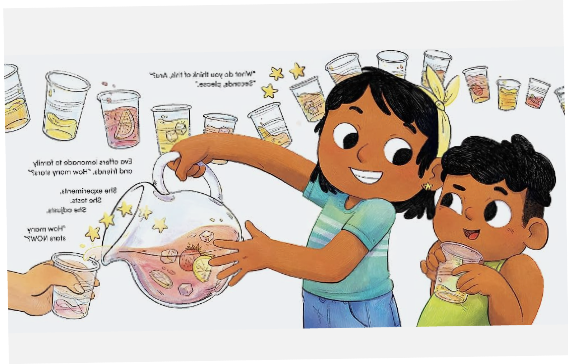 "What do you think of this,
"Seconds, please."
Eva offers lemonade to family
and friends. "How many stars?"
She experiments.
She tests.
She adjusts.
"How many
stars NOW?"